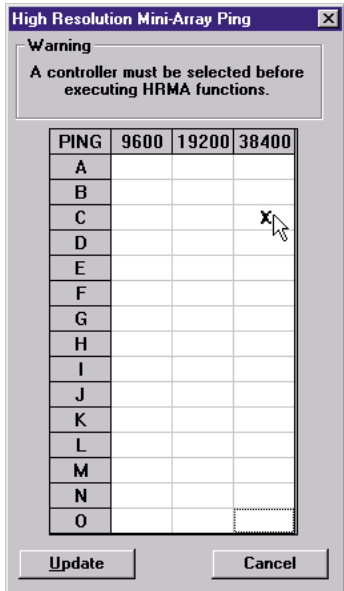 High Resolution Mini-Array Ping
Warning
A controller must be selected before
executing HRMA functions.
PING 9600 19200 38400
A
B
C X
D
E
F
G
H
I
J
K
L
M
N
O
Update Cancel